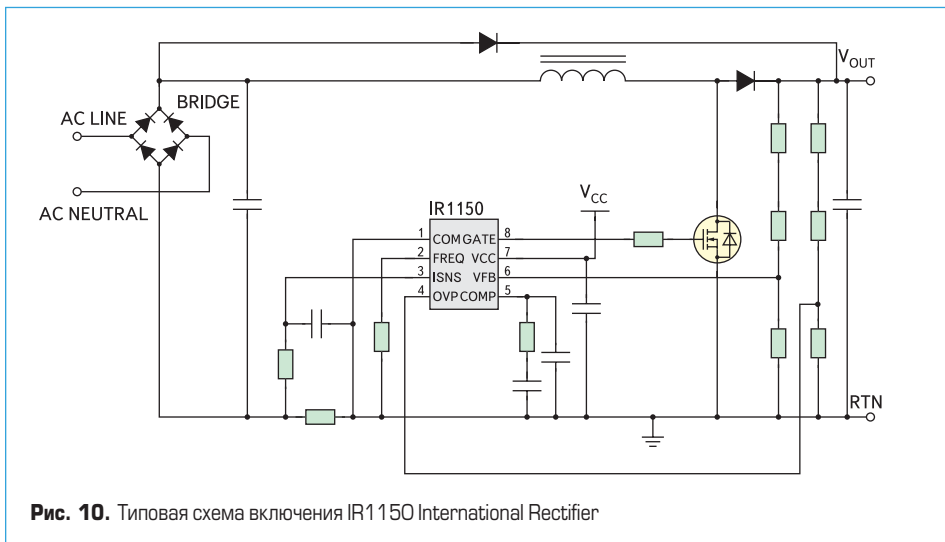 V_OUT
BRIDGE
AC LINE
AC NEUTRAL
V_CC
IR1150
1 COM GATE 8
2 FREQ VCC 7
3 ISNS VFB 6
4 OVP COMP 5
RTN
Рис. 10. Типовая схема включения IR1150 International Rectifier